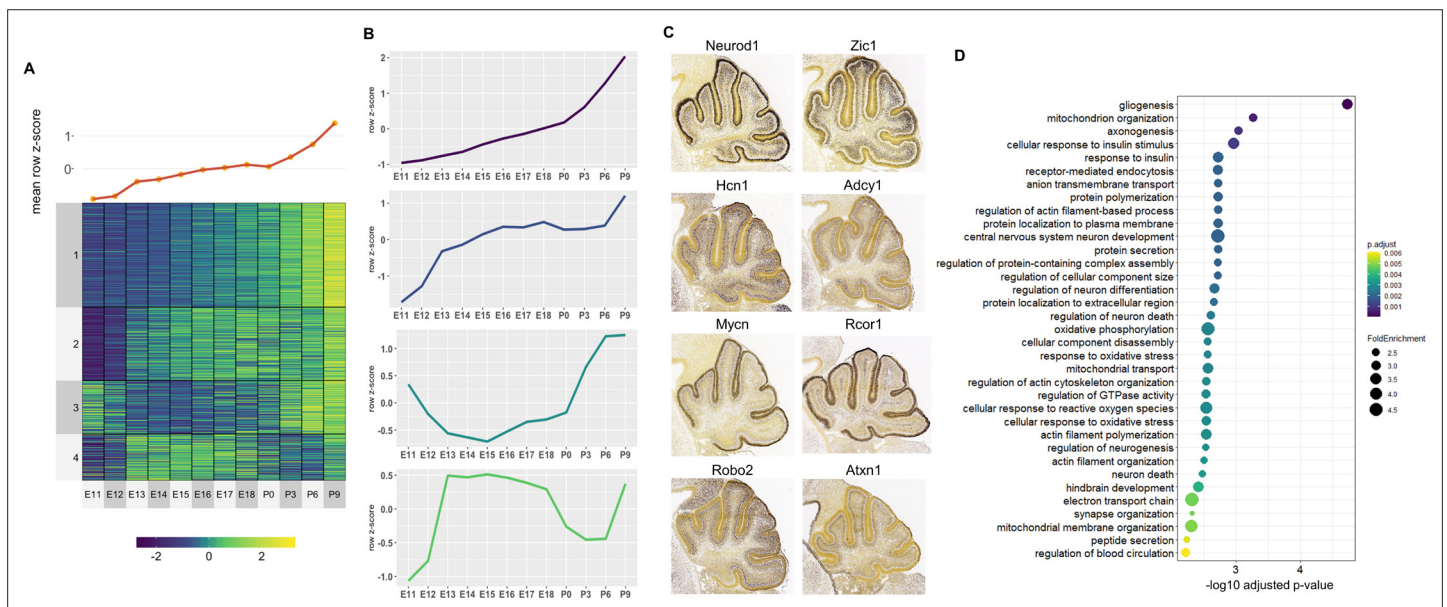 A
mean row z-score
1
0
1
2
3
4
E11 E12 E13 E14 E15 E16 E17 E18 P0 P3 P6 P9
-2 0 2
B
row z-score
2
1
0
-1
E11 E12 E13 E14 E15 E16 E17 E18 P0 P3 P6 P9
row z-score
1
0
-1
E11 E12 E13 E14 E15 E16 E17 E18 P0 P3 P6 P9
row z-score
1.0
0.5
0.0
-0.5
E11 E12 E13 E14 E15 E16 E17 E18 P0 P3 P6 P9
row z-score
0.5
0.0
-0.5
-1.0
E11 E12 E13 E14 E15 E16 E17 E18 P0 P3 P6 P9
C
Neurod1 Zic1
Hcn1 Adcy1
Mycn Rcor1
Robo2 Atxn1
D
gliogenesis
mitochondrion organization
axonogenesis
cellular response to insulin stimulus
response to insulin
receptor-mediated endocytosis
anion transmembrane transport
protein polymerization
regulation of actin filament-based process
protein localization to plasma membrane
central nervous system neuron development
protein secretion
regulation of protein-containing complex assembly
regulation of cellular component size
regulation of neuron differentiation
protein localization to extracellular region
regulation of neuron death
oxidative phosphorylation
cellular component disassembly
response to oxidative stress
mitochondrial transport
regulation of actin cytoskeleton organization
regulation of GTPase activity
cellular response to reactive oxygen species
cellular response to oxidative stress
actin filament polymerization
regulation of neurogenesis
actin filament organization
neuron death
hindbrain development
electron transport chain
synapse organization
mitochondrial membrane organization
peptide secretion
regulation of blood circulation
3 4
-log10 adjusted p-value
p.adjust
0.006
0.005
0.004
0.003
0.002
0.001
FoldEnrichment
2.5
3.0
3.5
4.0
4.5